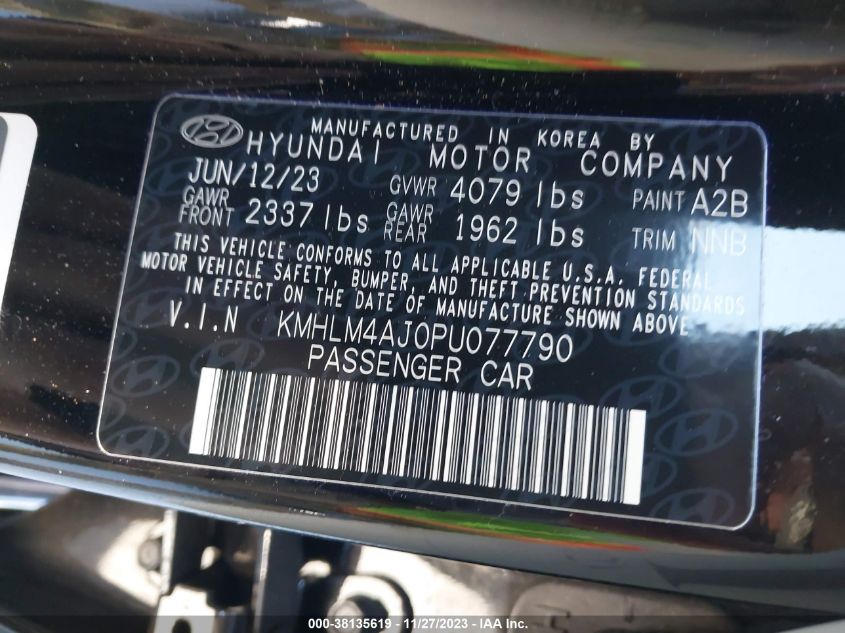 MANUFACTURED IN KOREA BY
HYUNDAI MOTOR COMPANY
JUN/12/23 GVWR 4079 lbs PAINT A2B
GAWR FRONT 2337 lbs GAWR REAR 1962 lbs TRIM NNB
THIS VEHICLE CONFORMS TO ALL APPLICABLE U.S.A. FEDERAL
MOTOR VEHICLE SAFETY, BUMPER, AND THEFT PREVENTION STANDARDS
IN EFFECT ON THE DATE OF MANUFACTURE SHOWN ABOVE.
V.I.N KMHLM4AJ0PU077790
PASSENGER CAR
000-38135619 - 11/27/2023 - IAA Inc.